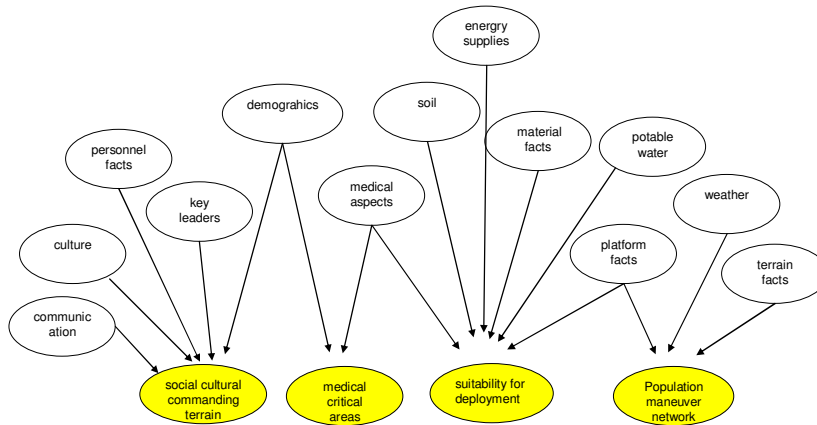 energry
supplies
demograhics
soil
material
facts
potable
water
personnel
facts
key
leaders
medical
aspects
weather
culture
platform
facts
terrain
facts
communic
ation
social cultural
commanding
terrain
medical
critical
areas
suitability for
deployment
Population
maneuver
network